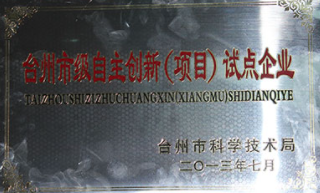 台州市级自主创新(项目)试点企业
TAIZHOUSHIJIZIZHUCHUANGXIN(XIANGMU)SHIDIANQIYE
台州市科学技术局
二〇一三年七月